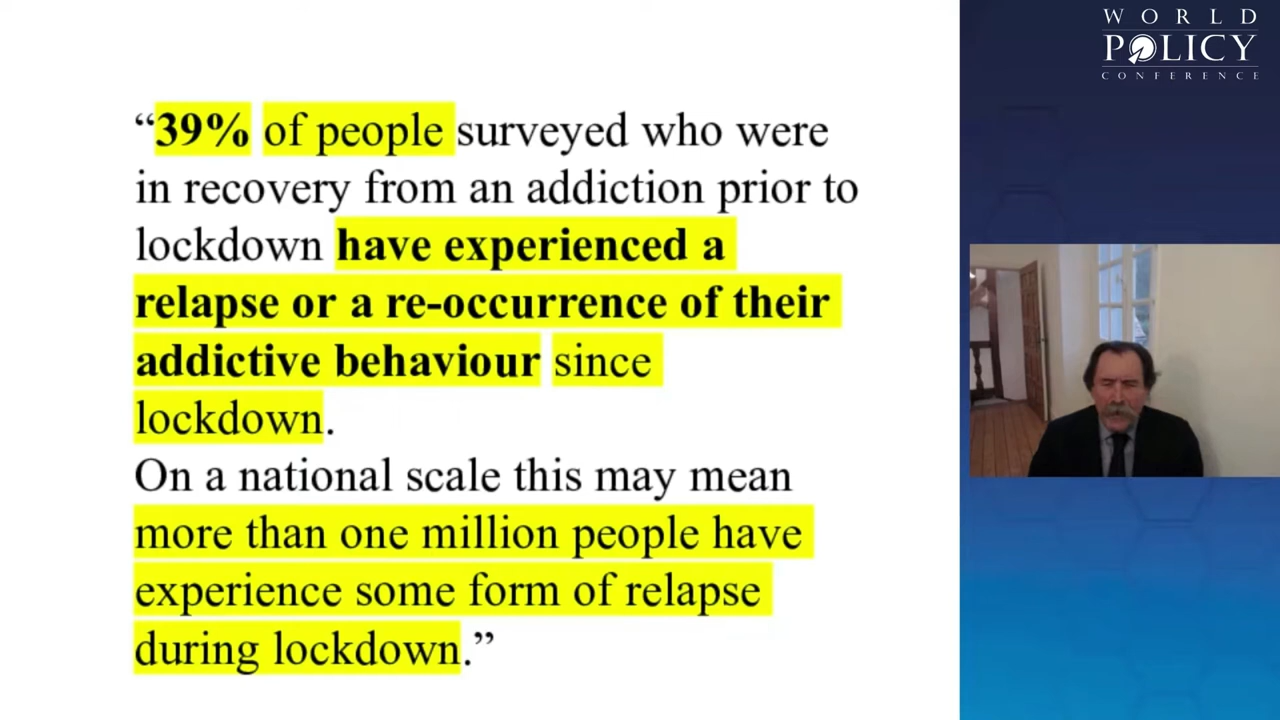 “39% of people surveyed who were
in recovery from an addiction prior to
lockdown have experienced a
relapse or a re-occurrence of their
addictive behaviour since
lockdown.
On a national scale this may mean
more than one million people have
experience some form of relapse
during lockdown.”
WORLD
POLICY
CONFERENCE